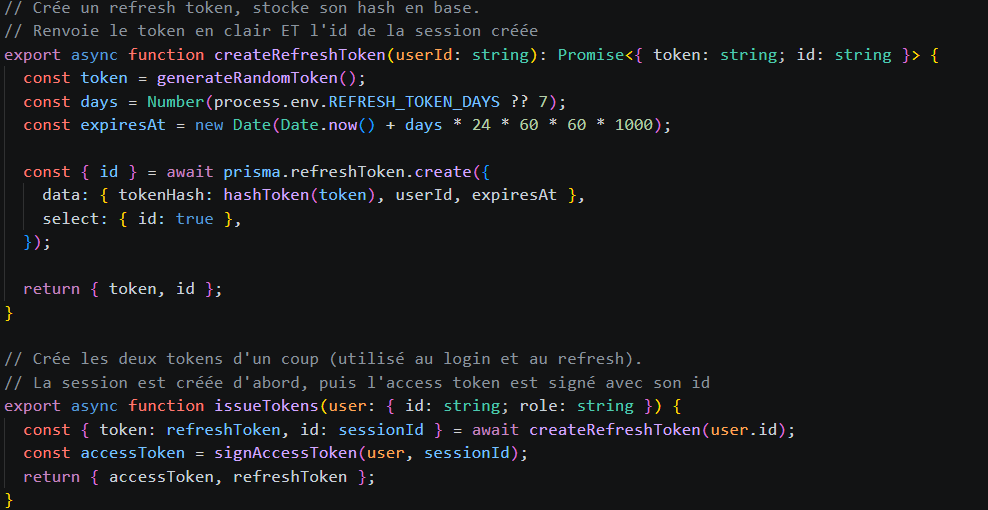 // Crée un refresh token, stocke son hash en base.
// Renvoie le token en clair ET l'id de la session créée
export async function createRefreshToken(userId: string): Promise<{ token: string; id: string }> {
  const token = generateRandomToken();
  const days = Number(process.env.REFRESH_TOKEN_DAYS ?? 7);
  const expiresAt = new Date(Date.now() + days * 24 * 60 * 60 * 1000);

  const { id } = await prisma.refreshToken.create({
    data: { tokenHash: hashToken(token), userId, expiresAt },
    select: { id: true },
  });

  return { token, id };
}

// Crée les deux tokens d'un coup (utilisé au login et au refresh).
// La session est créée d'abord, puis l'access token est signé avec son id
export async function issueTokens(user: { id: string; role: string }) {
  const { token: refreshToken, id: sessionId } = await createRefreshToken(user.id);
  const accessToken = signAccessToken(user, sessionId);
  return { accessToken, refreshToken };
}